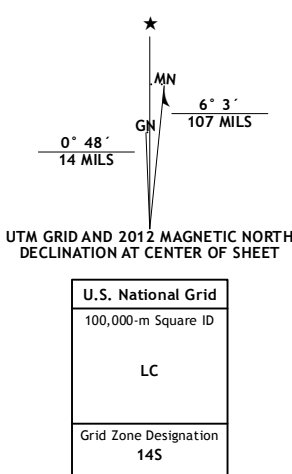 ★
MN
GN
6° 3´
107 MILS
0° 48´
14 MILS
UTM GRID AND 2012 MAGNETIC NORTH
DECLINATION AT CENTER OF SHEET
U.S. National Grid
100,000-m Square ID
LC
Grid Zone Designation
14S